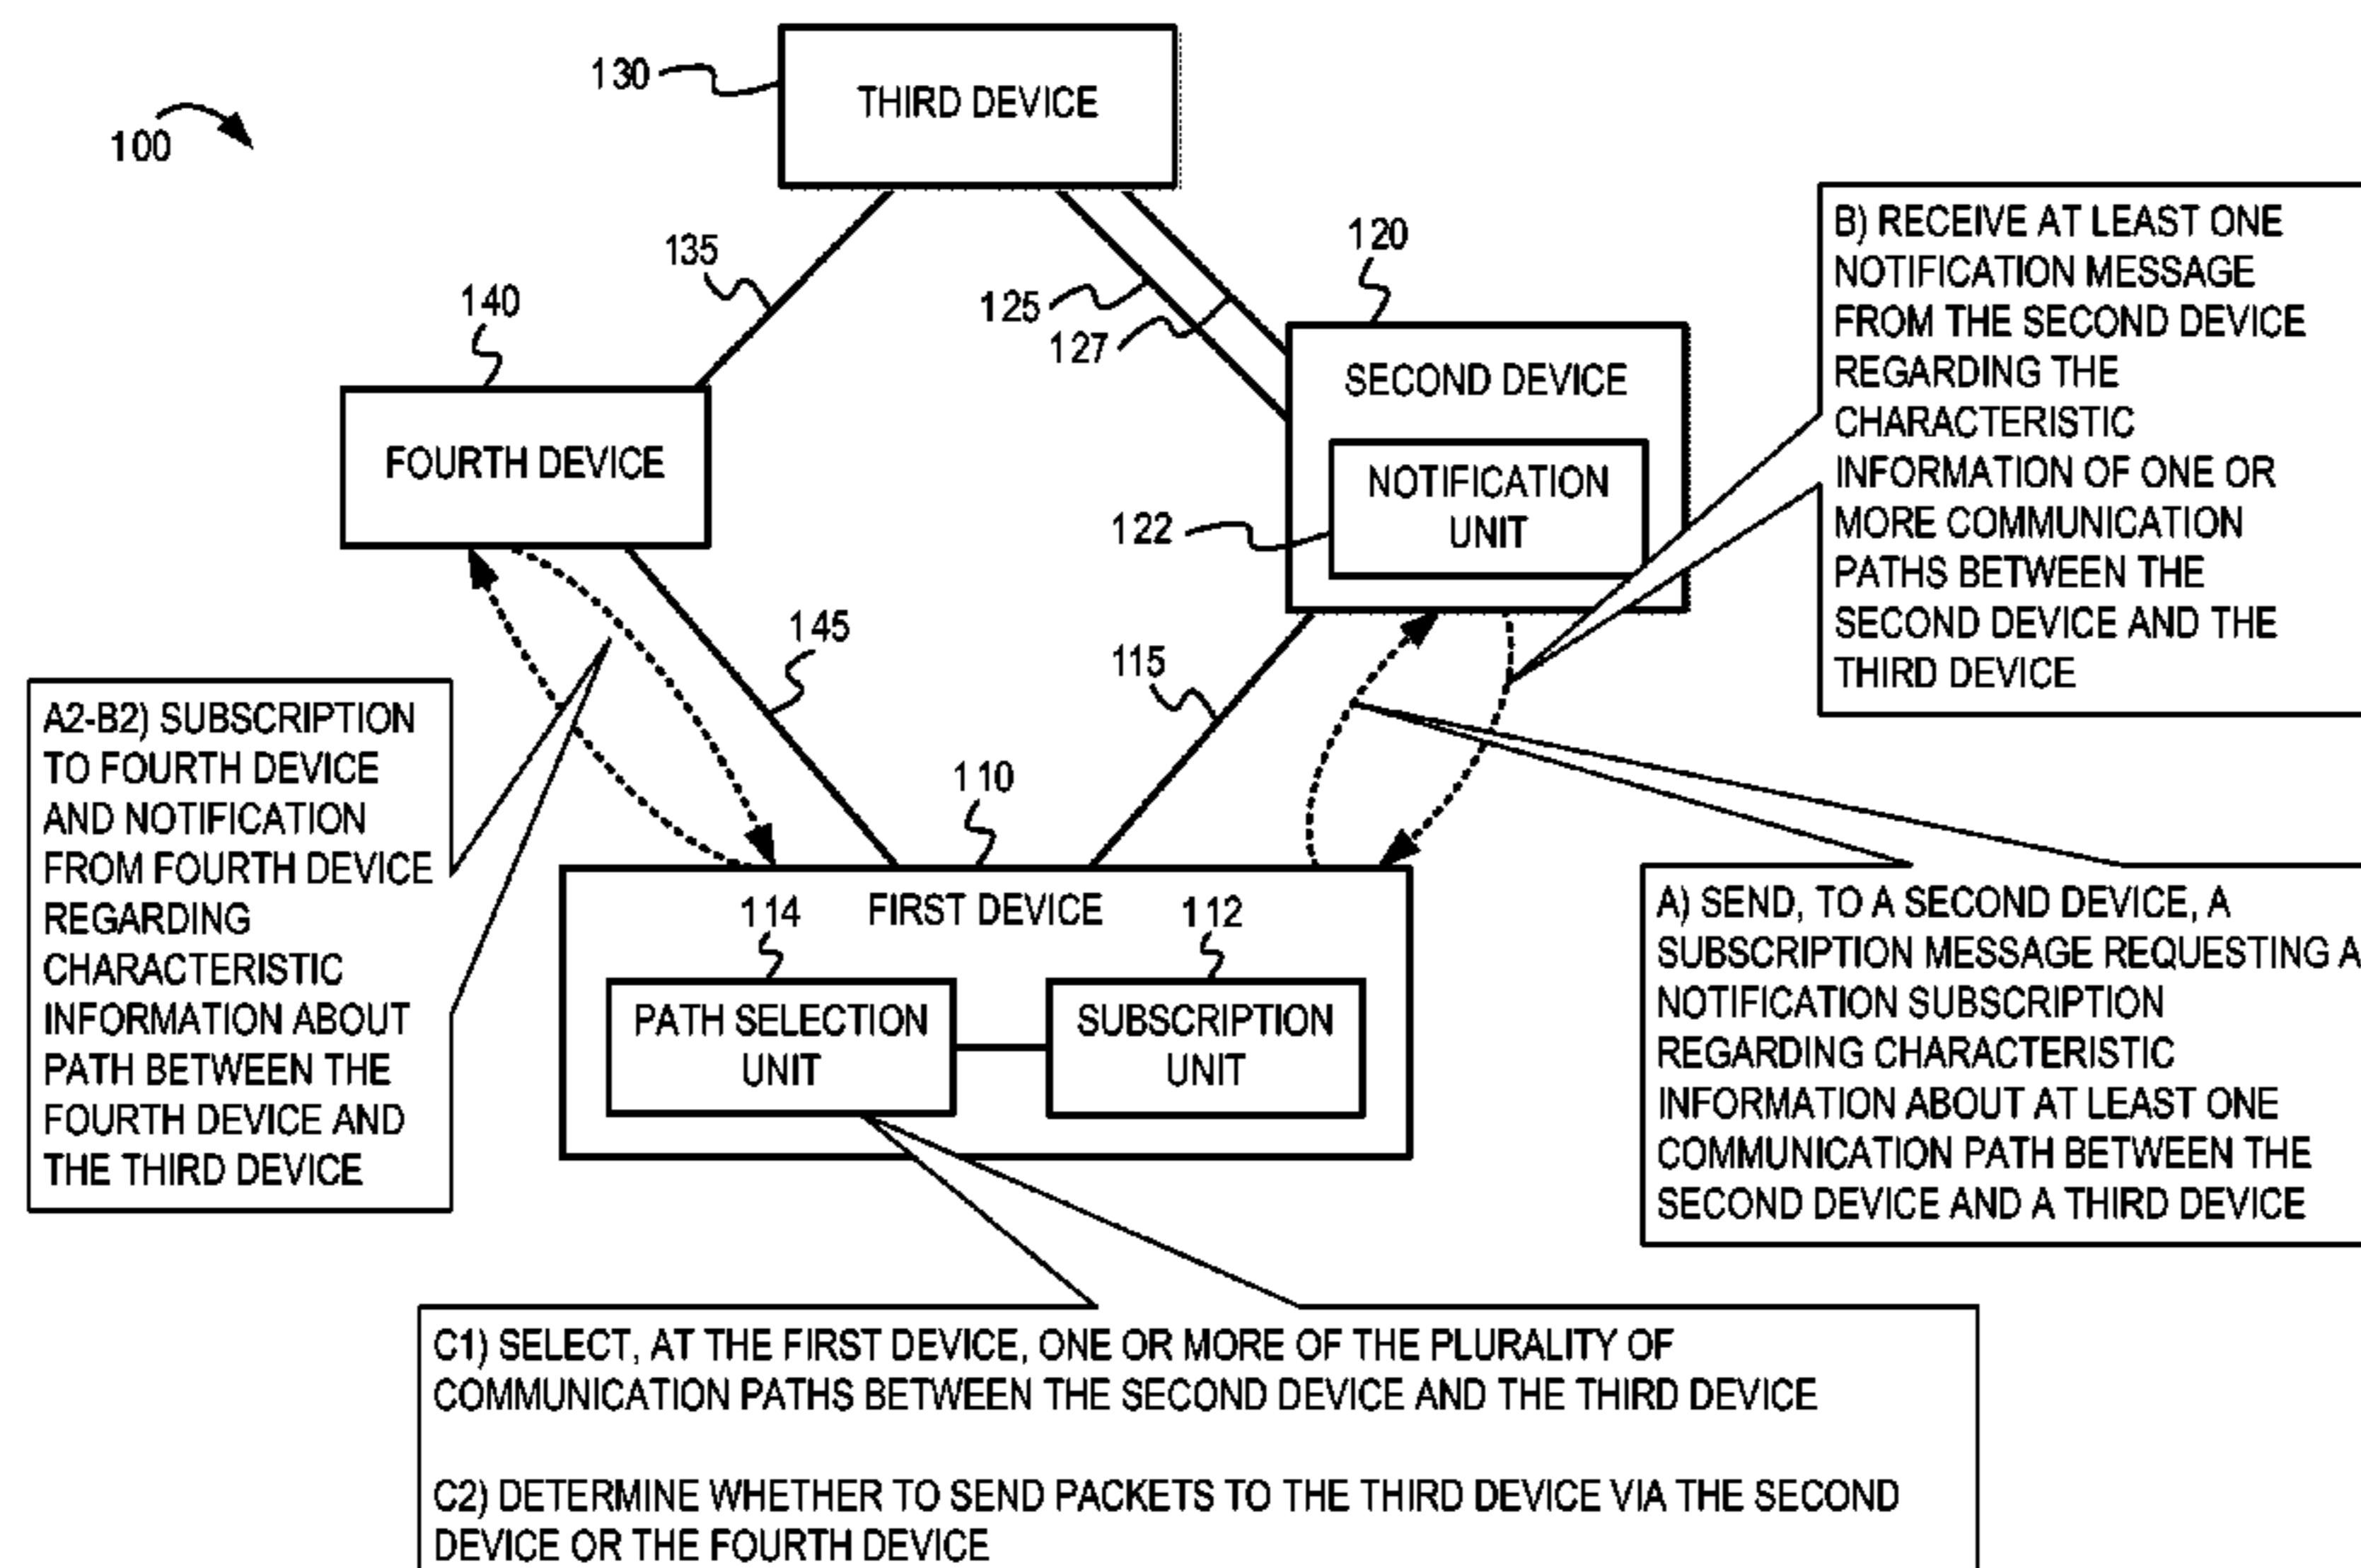 130
THIRD DEVICE
100
135
125
127
120
140
SECOND DEVICE
FOURTH DEVICE
NOTIFICATION
UNIT
122
B) RECEIVE AT LEAST ONE
NOTIFICATION MESSAGE
FROM THE SECOND DEVICE
REGARDING THE
CHARACTERISTIC
INFORMATION OF ONE OR
MORE COMMUNICATION
PATHS BETWEEN THE
SECOND DEVICE AND THE
THIRD DEVICE
145
115
A2-B2) SUBSCRIPTION
TO FOURTH DEVICE
AND NOTIFICATION
FROM FOURTH DEVICE
REGARDING
CHARACTERISTIC
INFORMATION ABOUT
PATH BETWEEN THE
FOURTH DEVICE AND
THE THIRD DEVICE
110
FIRST DEVICE
114
112
PATH SELECTION
UNIT
SUBSCRIPTION
UNIT
A) SEND, TO A SECOND DEVICE, A
SUBSCRIPTION MESSAGE REQUESTING A
NOTIFICATION SUBSCRIPTION
REGARDING CHARACTERISTIC
INFORMATION ABOUT AT LEAST ONE
COMMUNICATION PATH BETWEEN THE
SECOND DEVICE AND A THIRD DEVICE
C1) SELECT, AT THE FIRST DEVICE, ONE OR MORE OF THE PLURALITY OF
COMMUNICATION PATHS BETWEEN THE SECOND DEVICE AND THE THIRD DEVICE
C2) DETERMINE WHETHER TO SEND PACKETS TO THE THIRD DEVICE VIA THE SECOND
DEVICE OR THE FOURTH DEVICE